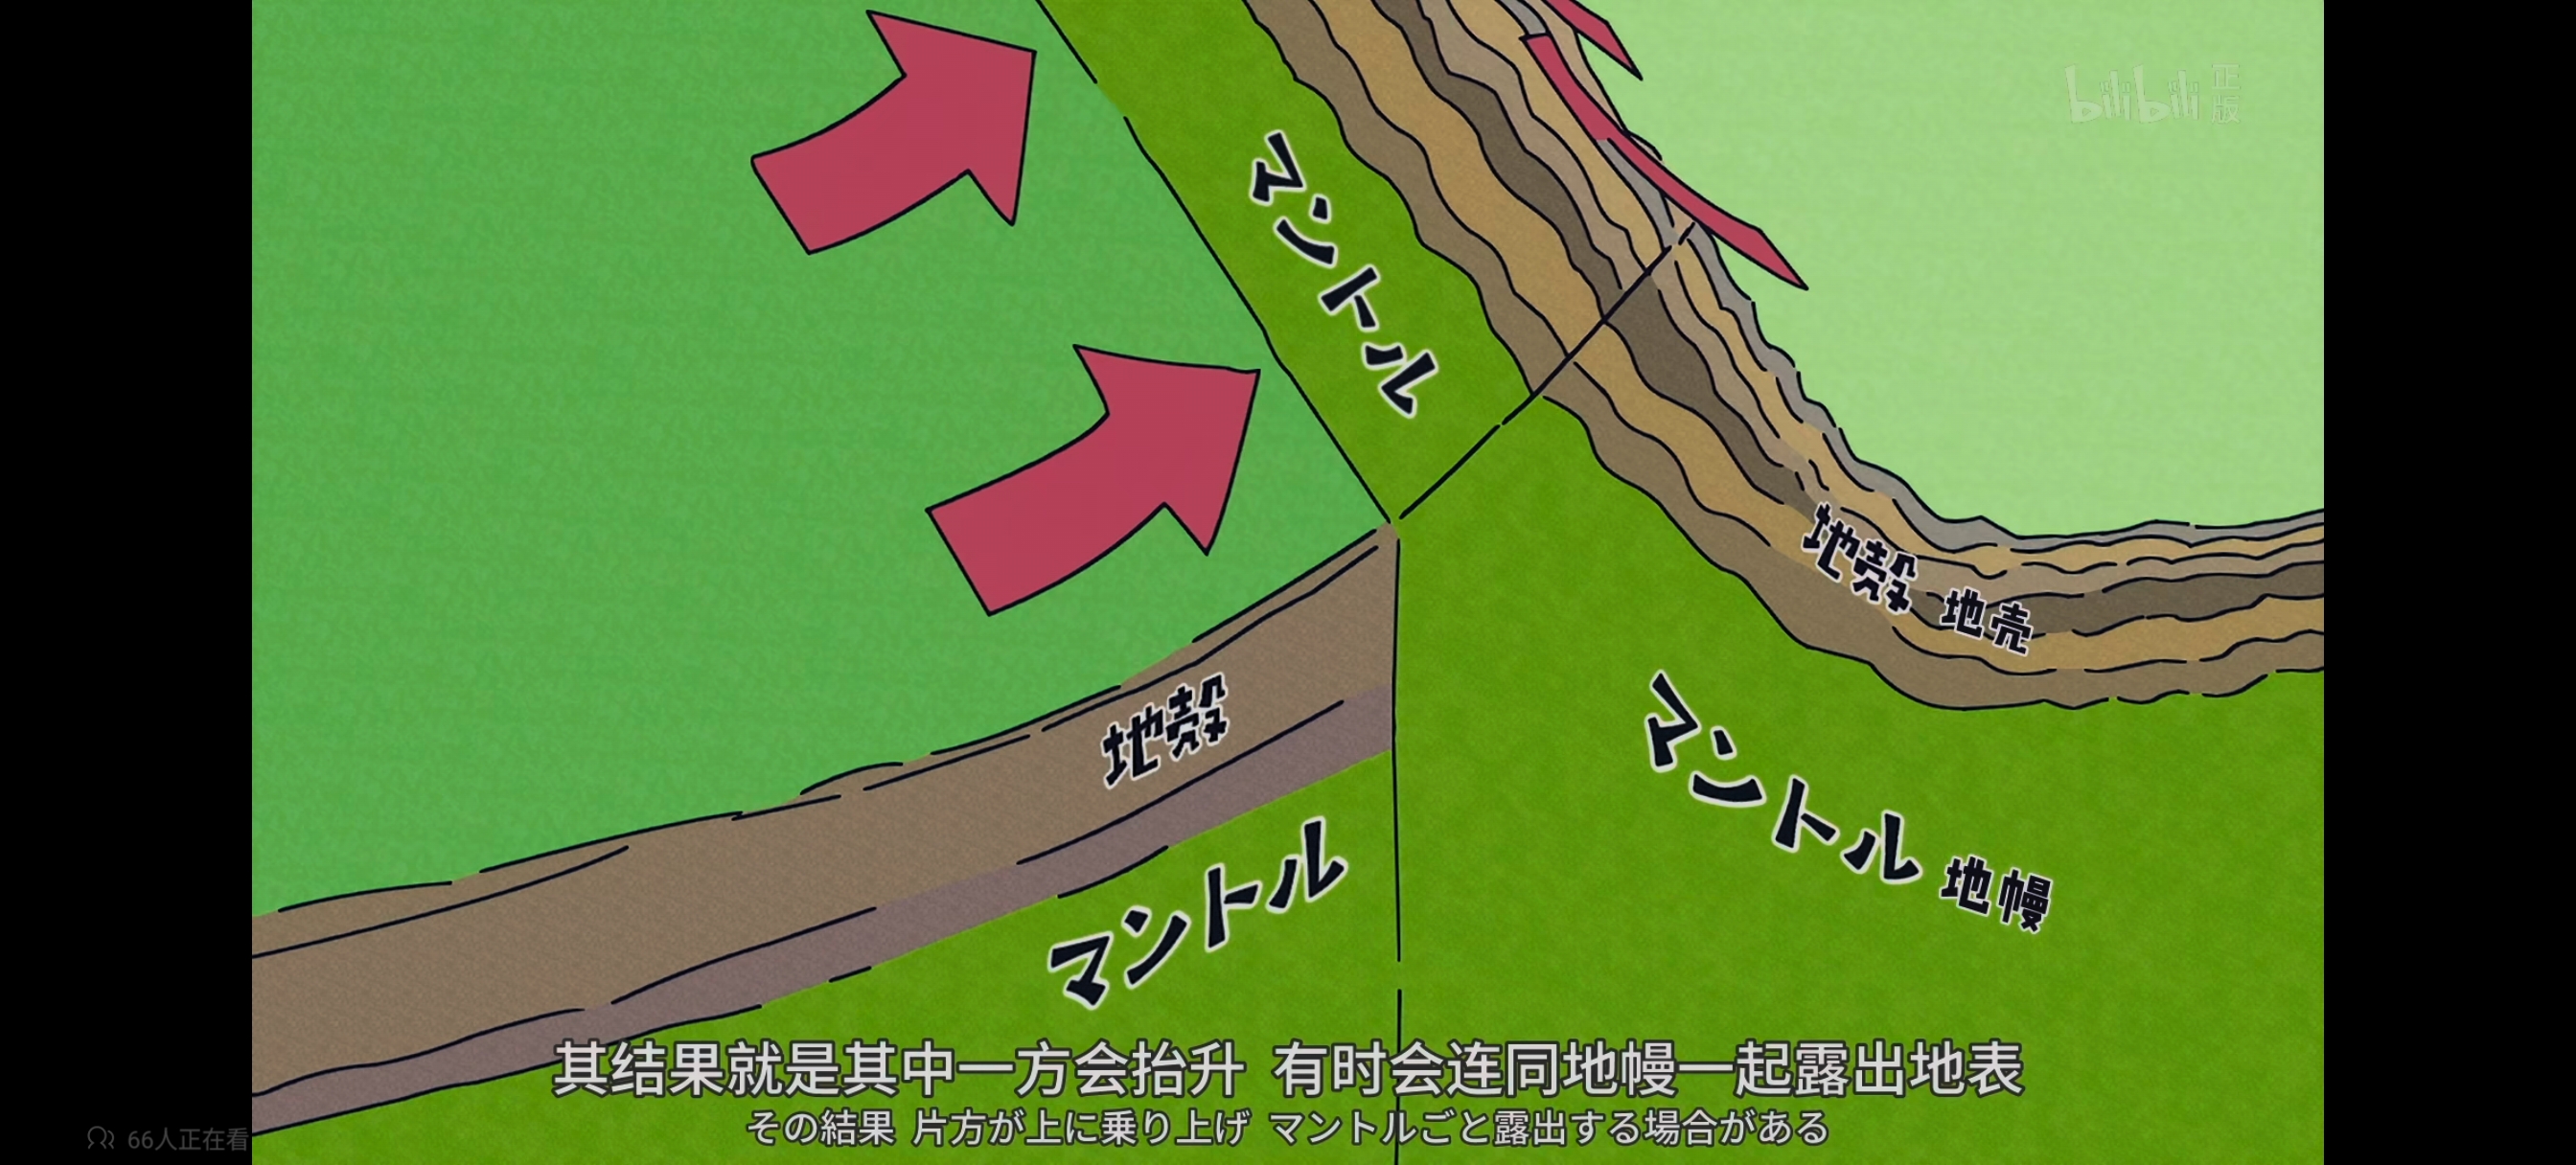 bilibili 正版
マントル
地殻 地壳
地殻
マントル 地幔
マントル
其结果就是其中一方会抬升 有时会连同地幔一起露出地表
その結果 片方が上に乗り上げ マントルごと露出する場合がある
66人正在看